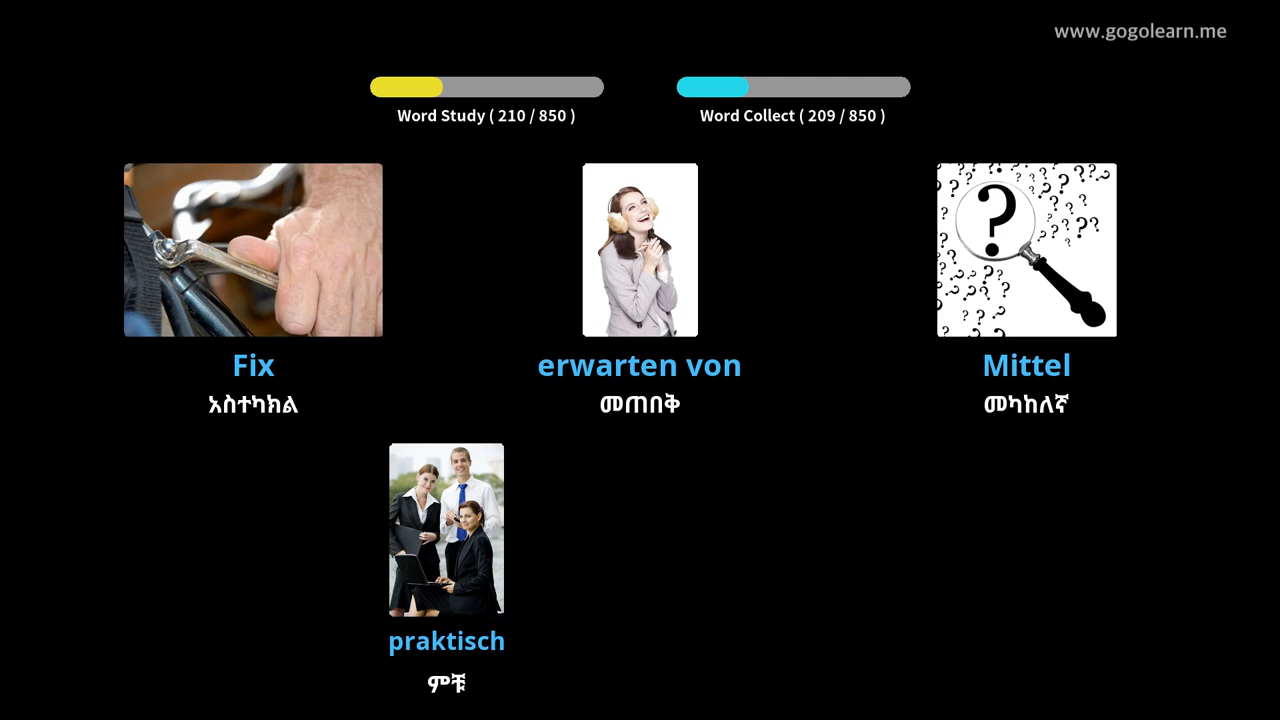 www.gogolearn.me
Word Study ( 210 / 850 )
Word Collect ( 209 / 850 )
Fix
erwarten von
Mittel
አስተካክል
መጠበቅ
መካከለኛ
praktisch
ምቹ